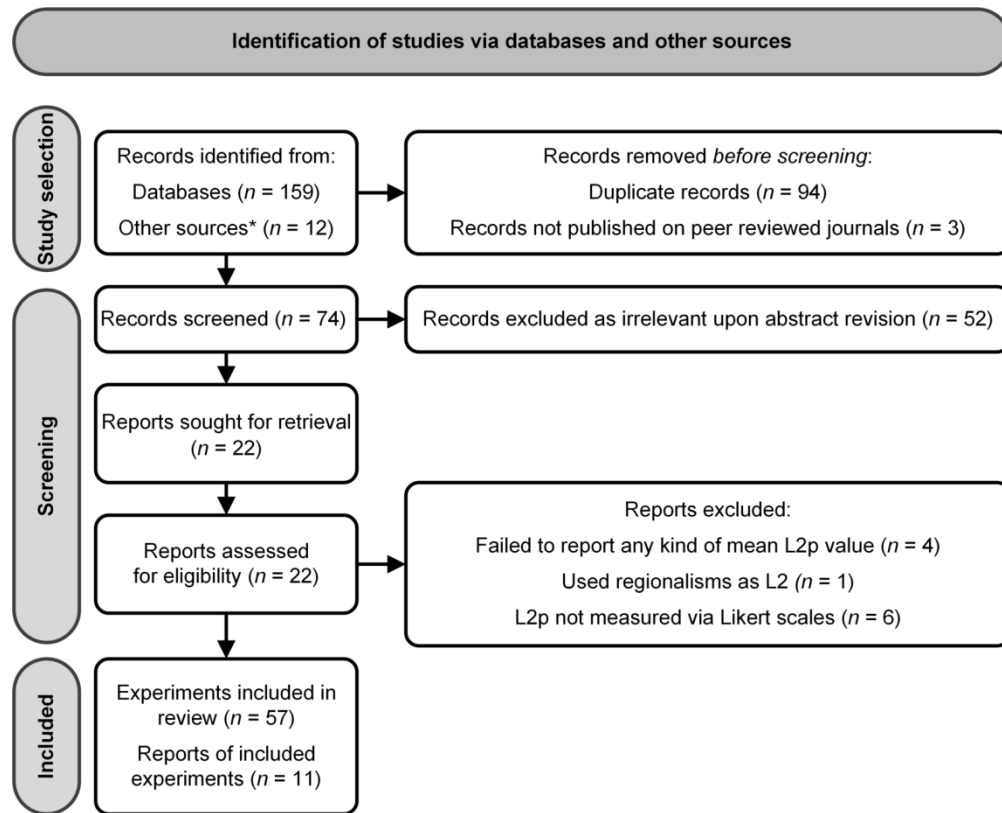 Identification of studies via databases and other sources
Study selection
Records identified from:
Databases (n = 159)
Other sources* (n = 12)
Records removed before screening:
Duplicate records (n = 94)
Records not published on peer reviewed journals (n = 3)
Screening
Records screened (n = 74)
Records excluded as irrelevant upon abstract revision (n = 52)
Reports sought for retrieval
(n = 22)
Reports assessed
for eligibility (n = 22)
Reports excluded:
Failed to report any kind of mean L2p value (n = 4)
Used regionalisms as L2 (n = 1)
L2p not measured via Likert scales (n = 6)
Included
Experiments included in
review (n = 57)
Reports of included
experiments (n = 11)